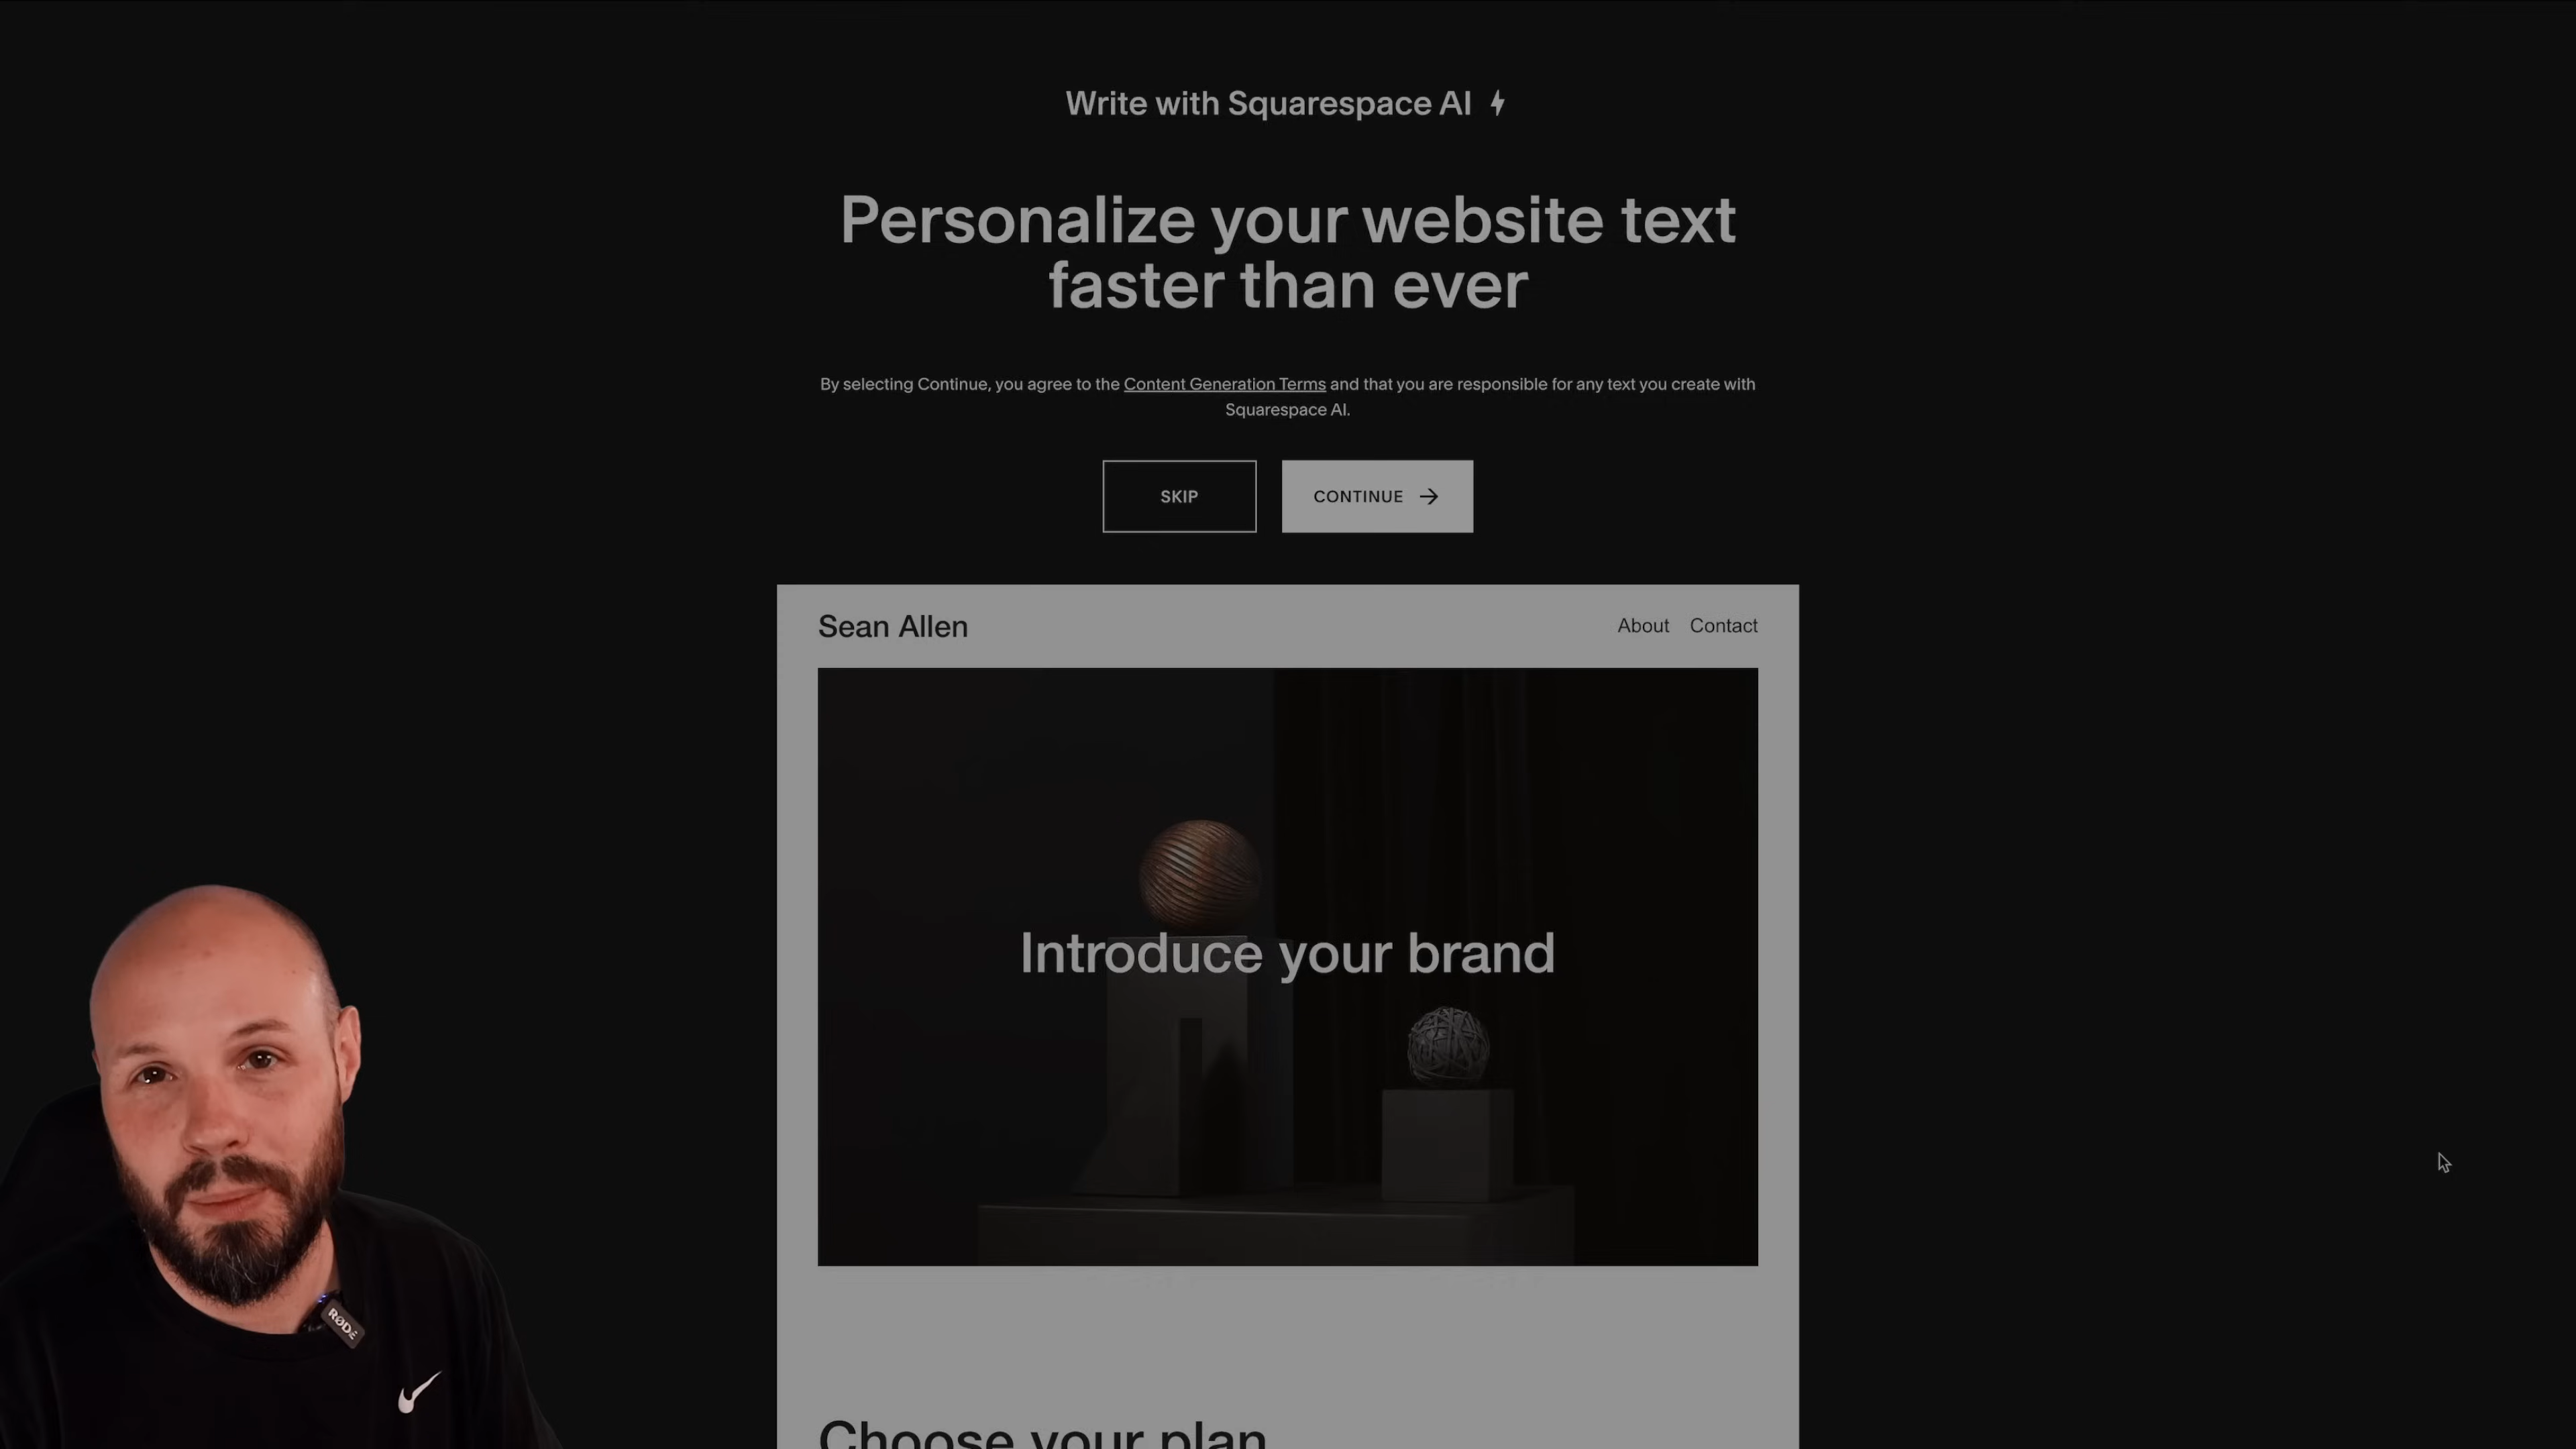 Write with Squarespace AI
Personalize your website text
faster than ever
By selecting Continue, you agree to the Content Generation Terms and that you are responsible for any text you create with
Squarespace AI.
SKIP
CONTINUE →
Sean Allen
About
Contact
Introduce your brand
RØDE
Choose your plan